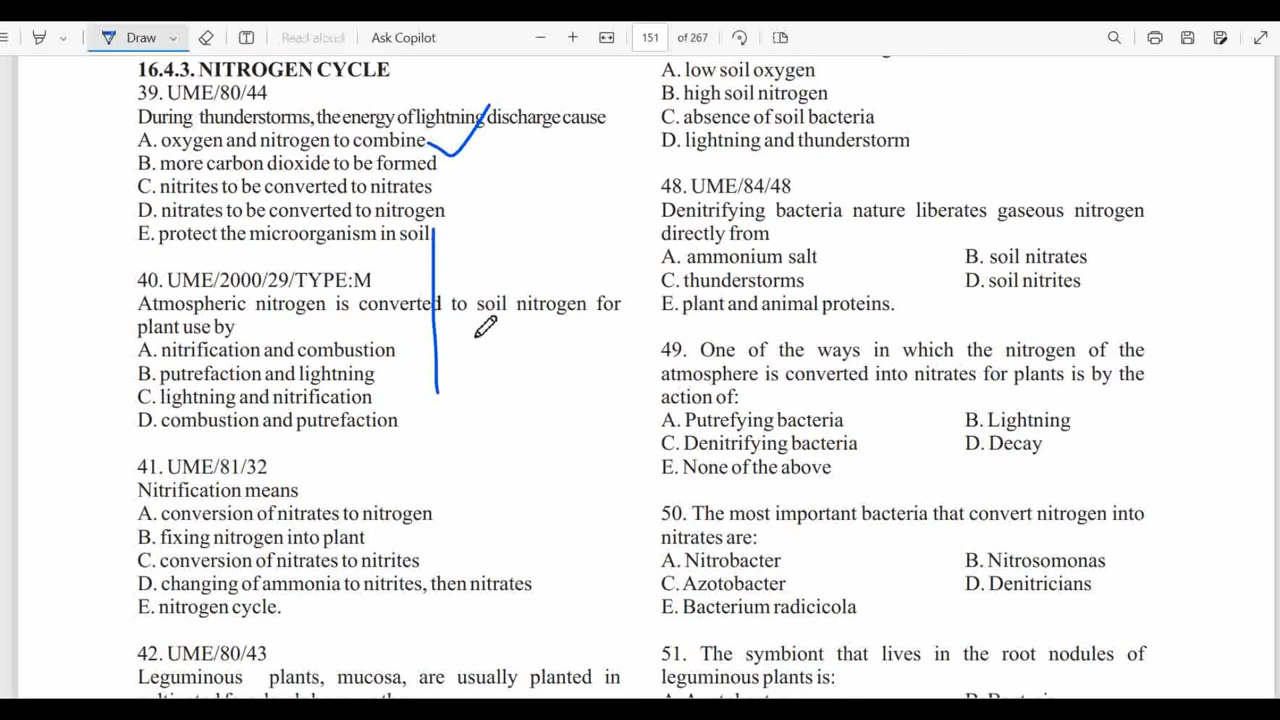 Draw
Read aloud
Ask Copilot
151
of 267
16.4.3. NITROGEN CYCLE
39. UME/80/44
During thunderstorms, the energy of lightning discharge cause
A. oxygen and nitrogen to combine
B. more carbon dioxide to be formed
C. nitrites to be converted to nitrates
D. nitrates to be converted to nitrogen
E. protect the microorganism in soil
40. UME/2000/29/TYPE:M
Atmospheric nitrogen is converted to soil nitrogen for
plant use by
A. nitrification and combustion
B. putrefaction and lightning
C. lightning and nitrification
D. combustion and putrefaction
41. UME/81/32
Nitrification means
A. conversion of nitrates to nitrogen
B. fixing nitrogen into plant
C. conversion of nitrates to nitrites
D. changing of ammonia to nitrites, then nitrates
E. nitrogen cycle.
42. UME/80/43
Leguminous plants, mucosa, are usually planted in
A. low soil oxygen
B. high soil nitrogen
C. absence of soil bacteria
D. lightning and thunderstorm
48. UME/84/48
Denitrifying bacteria nature liberates gaseous nitrogen
directly from
A. ammonium salt B. soil nitrates
C. thunderstorms D. soil nitrites
E. plant and animal proteins.
49. One of the ways in which the nitrogen of the
atmosphere is converted into nitrates for plants is by the
action of:
A. Putrefying bacteria B. Lightning
C. Denitrifying bacteria D. Decay
E. None of the above
50. The most important bacteria that convert nitrogen into
nitrates are:
A. Nitrobacter B. Nitrosomonas
C. Azotobacter D. Denitricians
E. Bacterium radicicola
51. The symbiont that lives in the root nodules of
leguminous plants is: